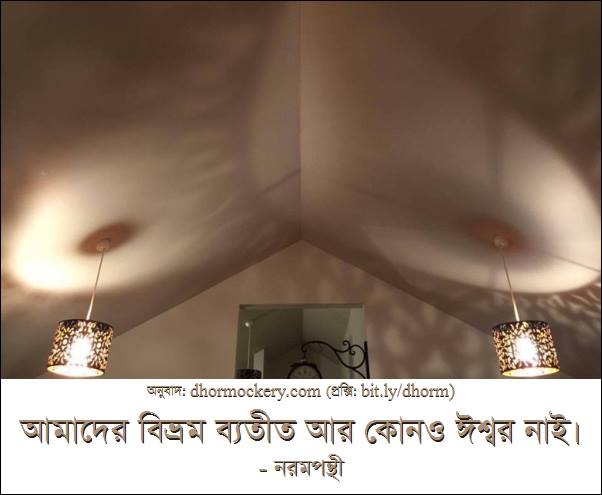 অনুবাদ: dhormockery.com (প্রক্সি: bit.ly/dhorm)
আমাদের বিভ্রম ব্যতীত আর কোনও ঈশ্বর নাই।
- নরমপন্থী